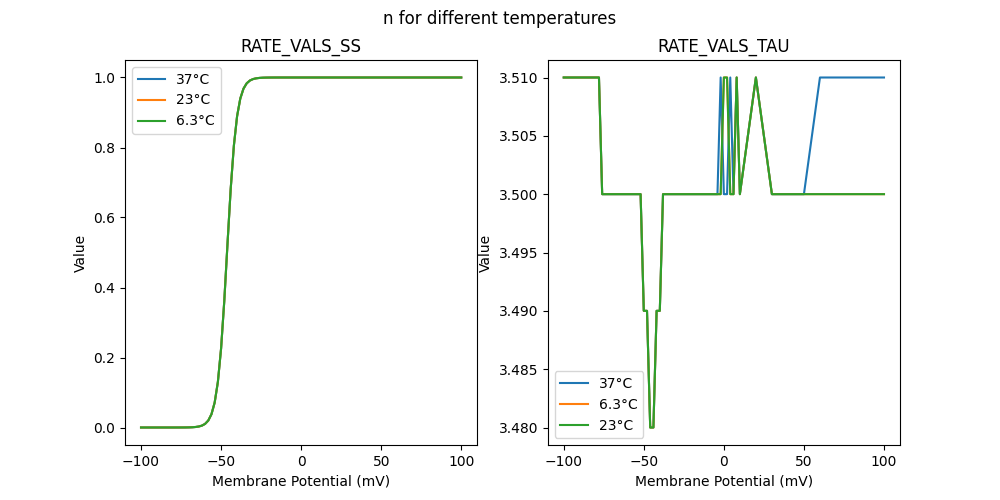 n for different temperatures
RATE_VALS_SS
Value
1.0
0.8
0.6
0.4
0.2
0.0
37°C
23°C
6.3°C
−100
−50
0
50
100
Membrane Potential (mV)
RATE_VALS_TAU
Value
3.510
3.505
3.500
3.495
3.490
3.485
3.480
37°C
6.3°C
23°C
−100
−50
0
50
100
Membrane Potential (mV)